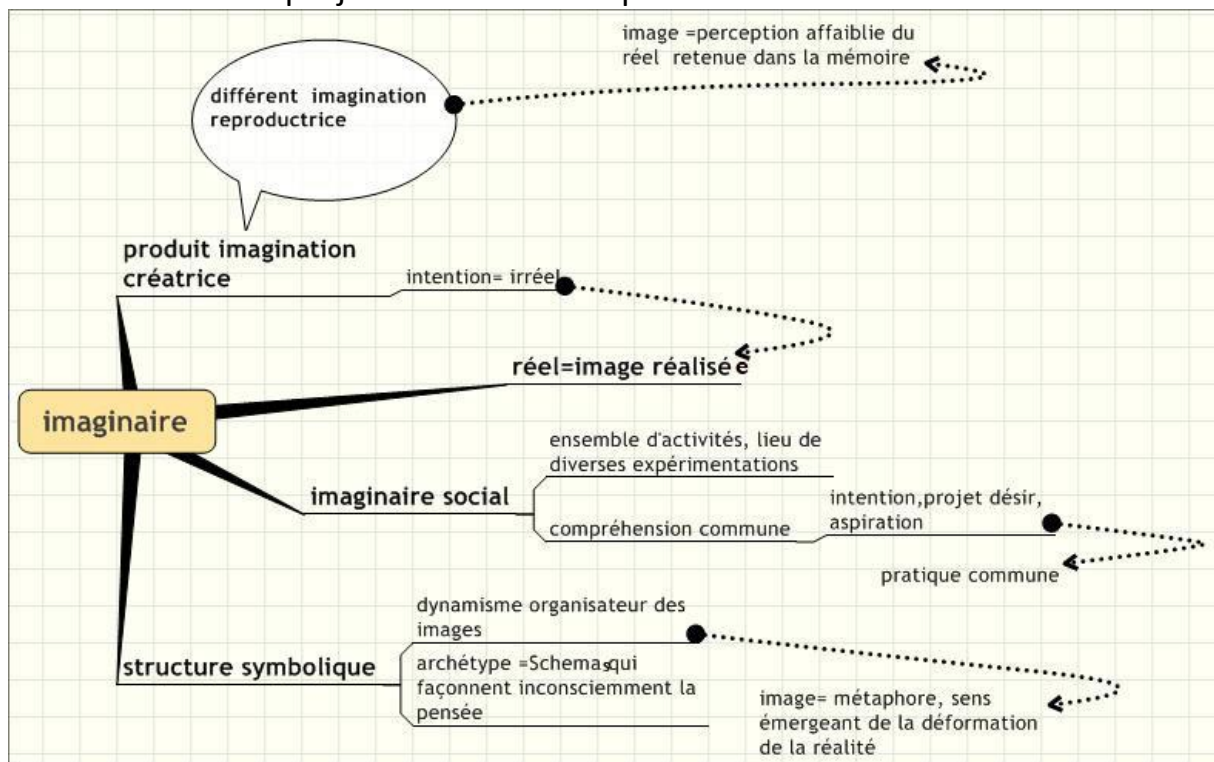 image =perception affaiblie du
réel retenue dans la mémoire
différent imagination
reproductrice
produit imagination
créatrice
intention= irréel
réel=image réalisée
imaginaire
ensemble d'activités, lieu de
diverses expérimentations
imaginaire social
intention,projet désir,
aspiration
compréhension commune
pratique commune
dynamisme organisateur des
images
structure symbolique
archétype =Schemas qui
façonnent inconsciemment la
pensée
image= métaphore, sens
émergeant de la déformation
de la réalité